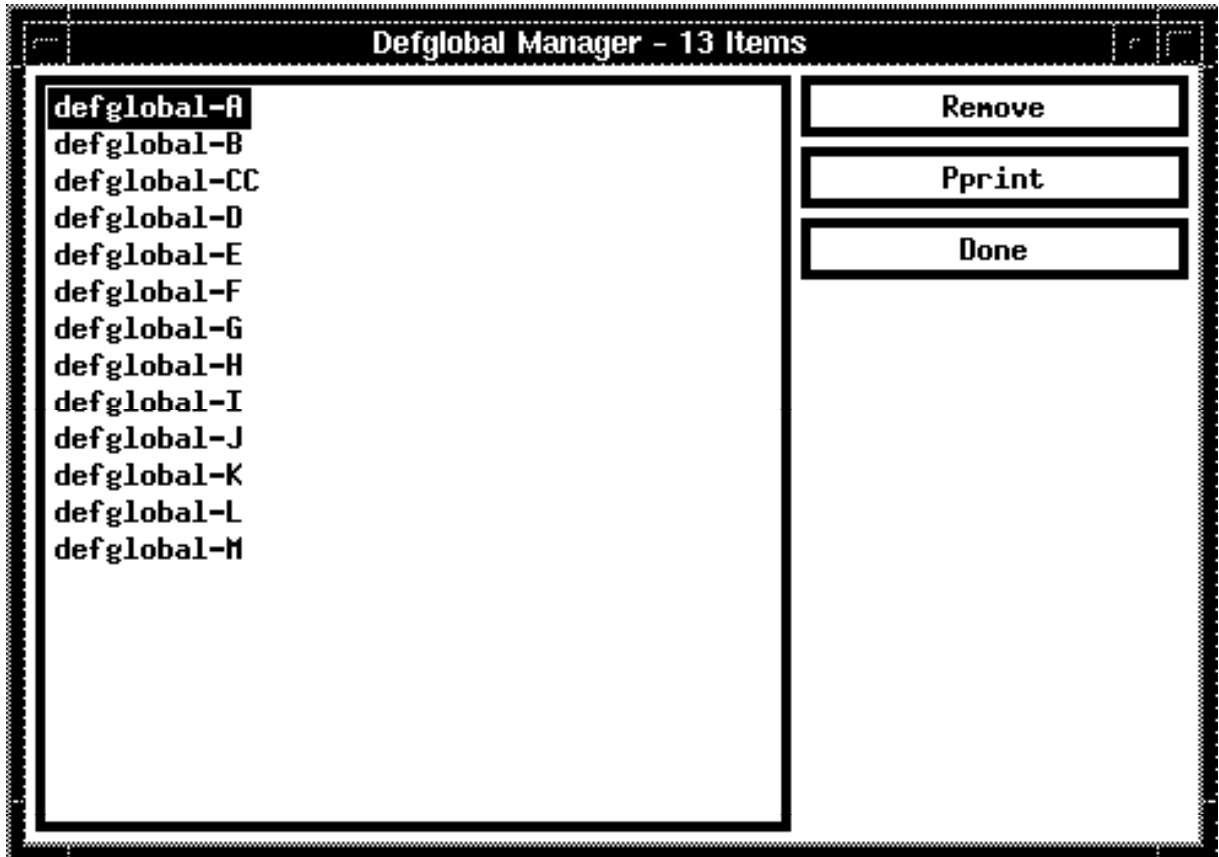 Defglobal Manager - 13 Items
defglobal-A
defglobal-B
defglobal-CC
defglobal-D
defglobal-E
defglobal-F
defglobal-G
defglobal-H
defglobal-I
defglobal-J
defglobal-K
defglobal-L
defglobal-M
Remove
Pprint
Done